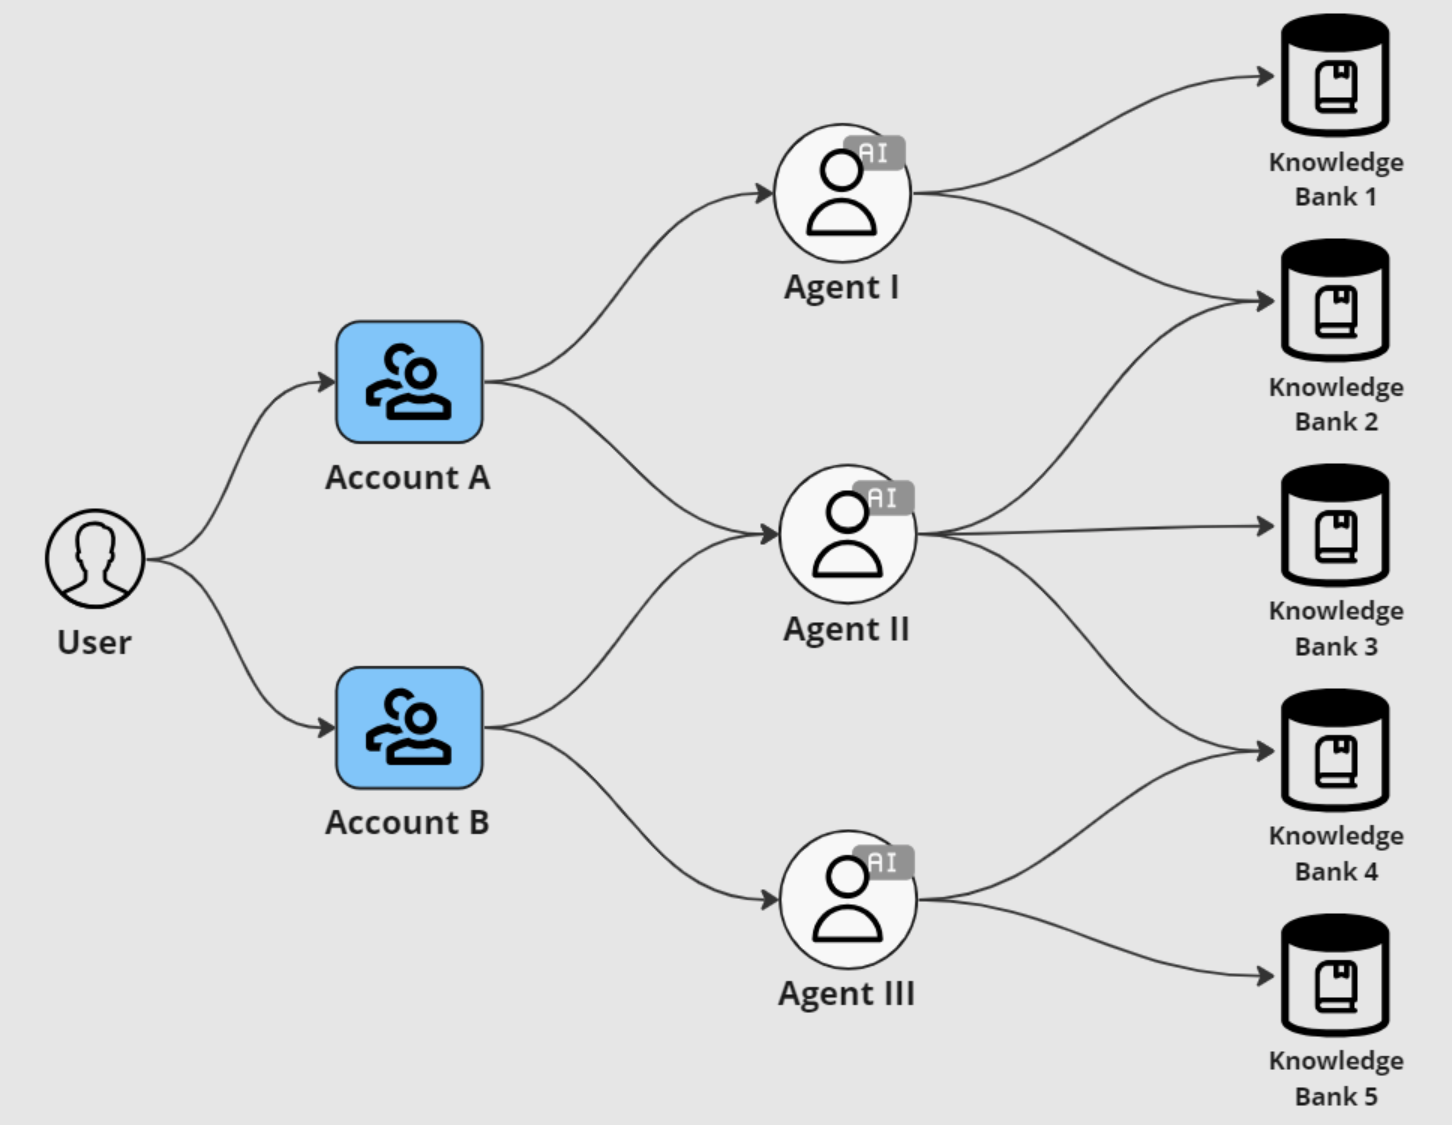 User
Account A
Account B
AI
Agent I
AI
Agent II
AI
Agent III
Knowledge
Bank 1
Knowledge
Bank 2
Knowledge
Bank 3
Knowledge
Bank 4
Knowledge
Bank 5